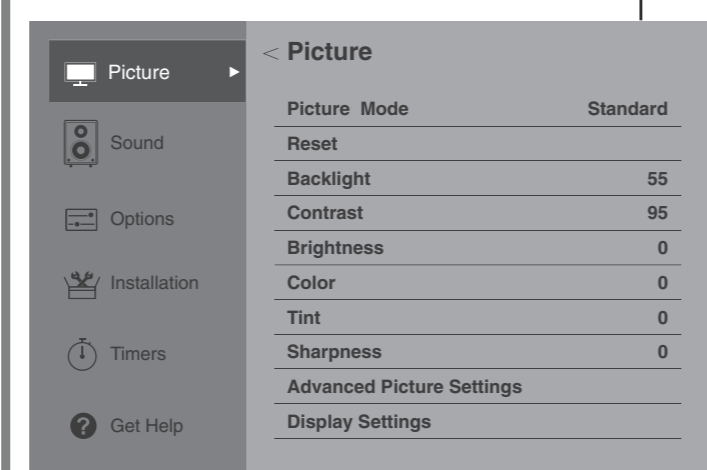 Picture
Sound
Options
Installation
Timers
? Get Help
< Picture
Picture Mode Standard
Reset
Backlight 55
Contrast 95
Brightness 0
Color 0
Tint 0
Sharpness 0
Advanced Picture Settings
Display Settings